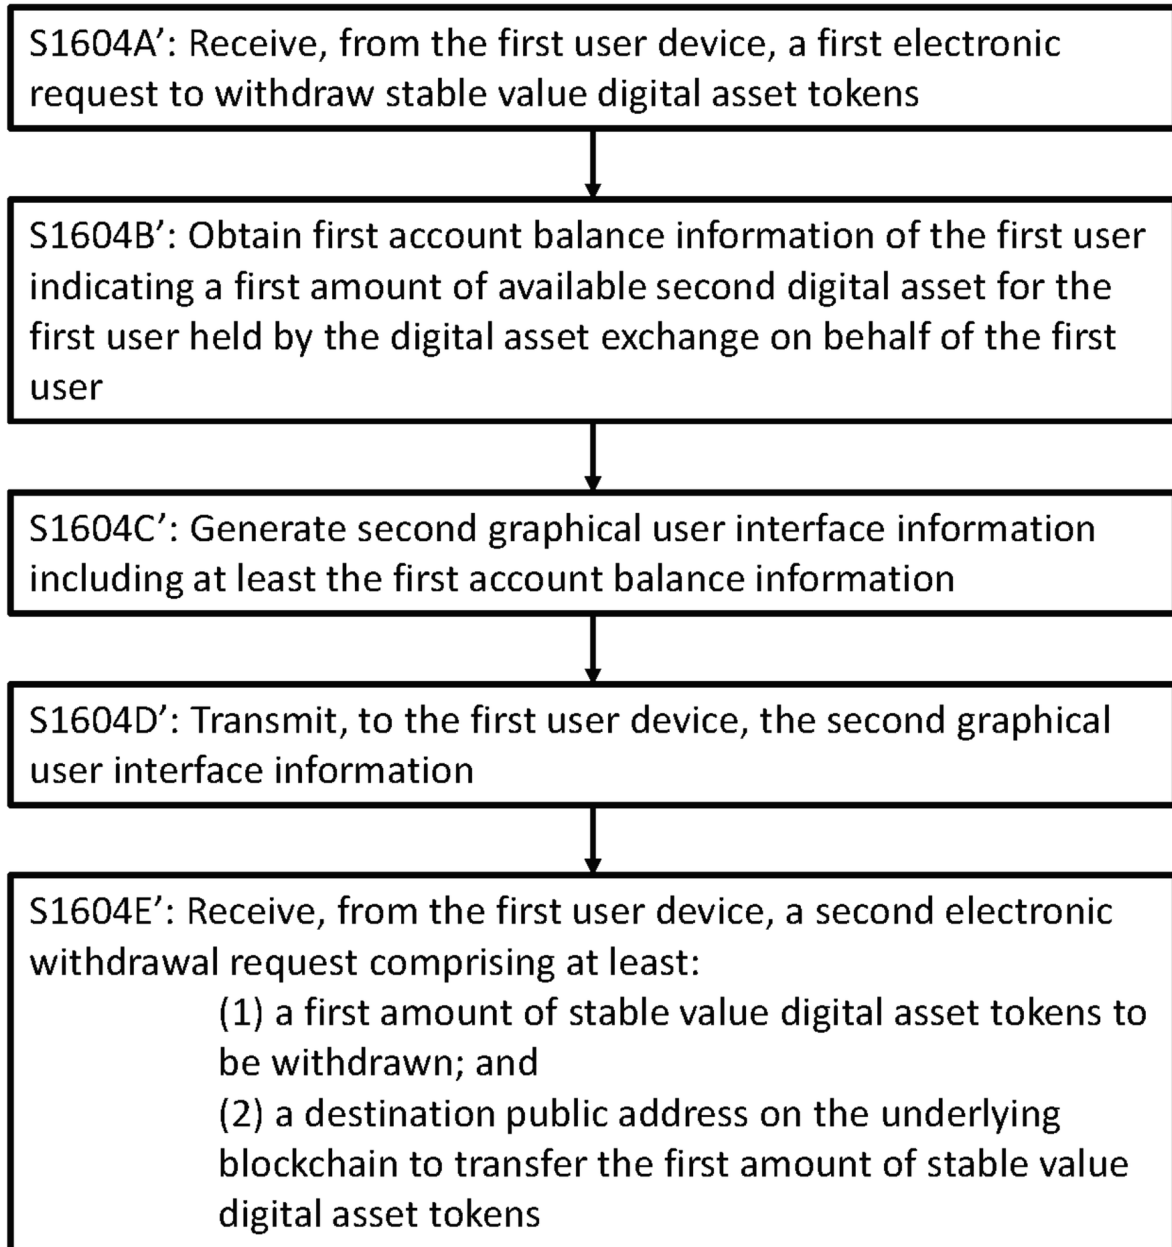 S1604A’: Receive, from the first user device, a first electronic
request to withdraw stable value digital asset tokens
S1604B’: Obtain first account balance information of the first user
indicating a first amount of available second digital asset for the
first user held by the digital asset exchange on behalf of the first
user
S1604C’: Generate second graphical user interface information
including at least the first account balance information
S1604D’: Transmit, to the first user device, the second graphical
user interface information
S1604E’: Receive, from the first user device, a second electronic
withdrawal request comprising at least:
(1) a first amount of stable value digital asset tokens to
be withdrawn; and
(2) a destination public address on the underlying
blockchain to transfer the first amount of stable value
digital asset tokens